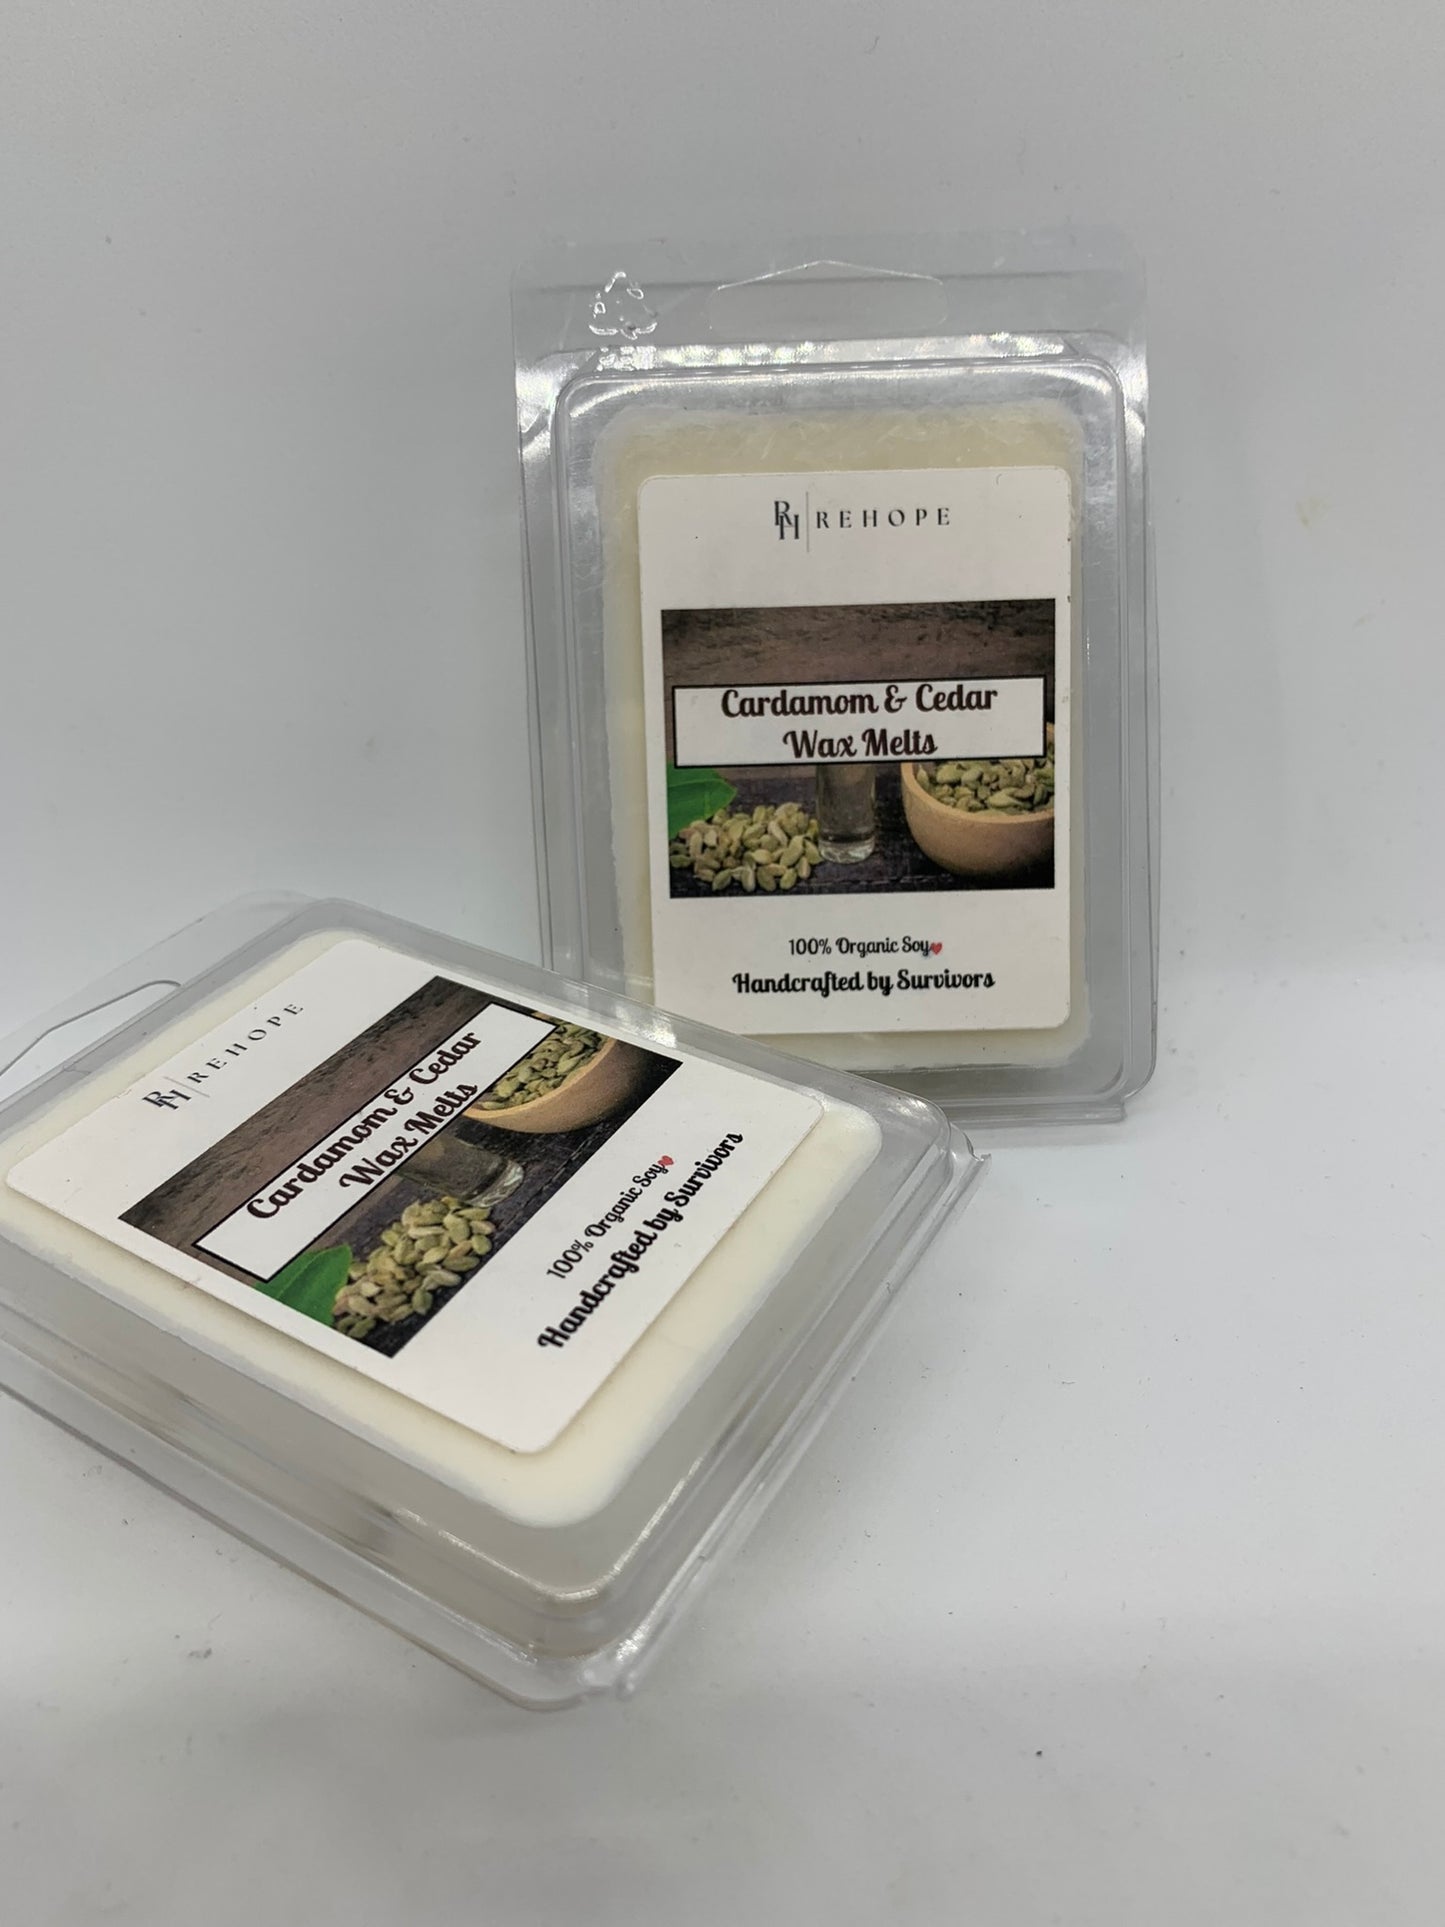 RH REHOPE
Cardamom & Cedar
Wax Melts
100% Organic Soy❤
Handcrafted by Survivors
RH REHOPE
Cardamom & Cedar
Wax Melts
100% Organic Soy❤
Handcrafted by Survivors